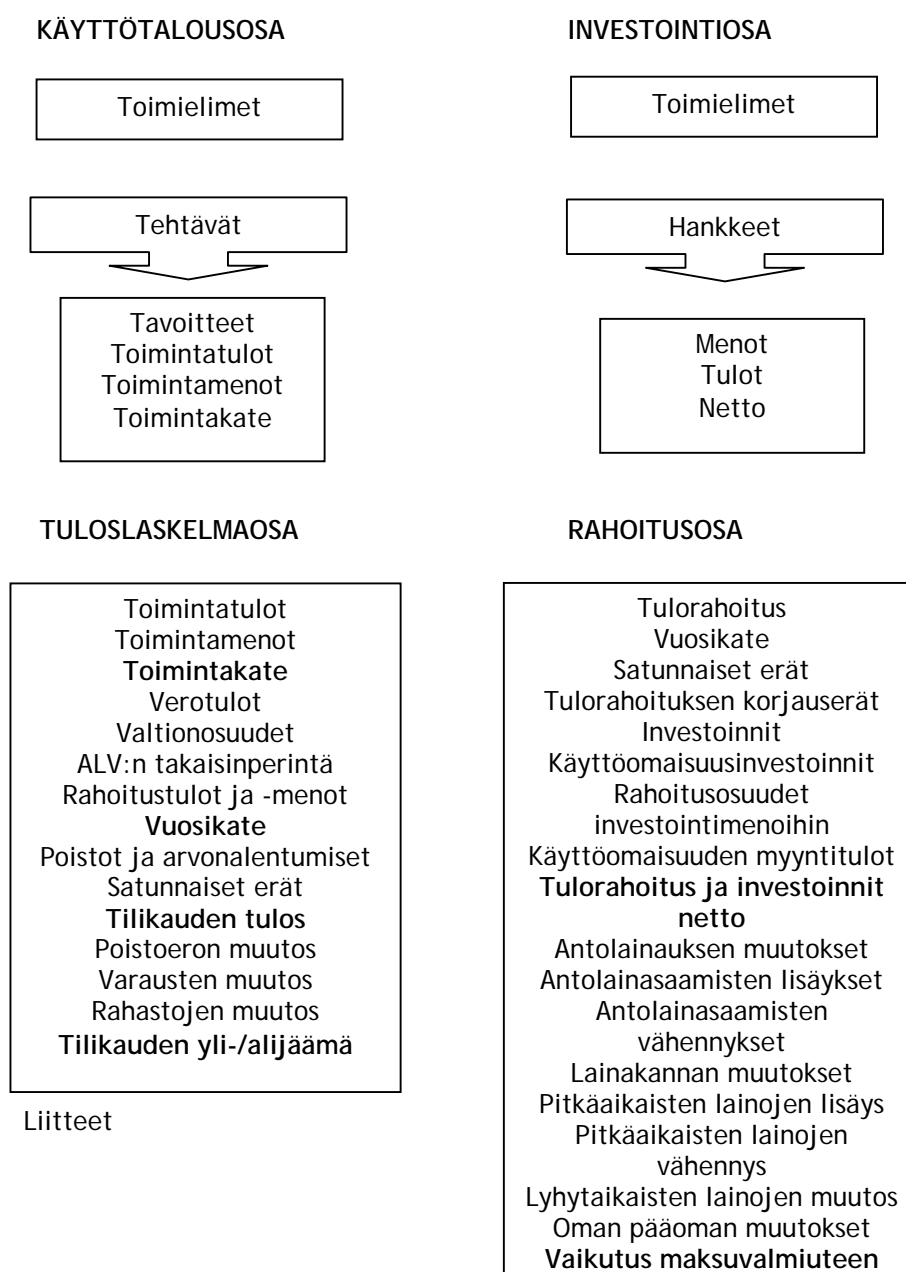 KÄYTTÖTALOUSOSA
Toimielimet
Tehtävät
Tavoitteet
Toimintatulot
Toimintamenot
Toimintakate
INVESTOINTIOSA
Toimielimet
Hankkeet
Menot
Tulot
Netto
TULOSLASKELMAOSA
Toimintatulot
Toimintamenot
Toimintakate
Verotulot
Valtionosuudet
ALV:n takaisinperintä
Rahoitustulot ja -menot
Vuosikate
Poistot ja arvonalentumiset
Satunnaiset erät
Tilikauden tulos
Poistoeron muutos
Varausten muutos
Rahastojen muutos
Tilikauden yli-/alijäämä
Liitteet
RAHOITUSOSA
Tulorahoitus
Vuosikate
Satunnaiset erät
Tulorahoituksen korjauserät
Investoinnit
Käyttöomaisuusinvestoinnit
Rahoitusosuudet
investointimenoihin
Käyttöomaisuuden myyntitulot
Tulorahoitus ja investoinnit
netto
Antolainauksen muutokset
Antolainasaamisten lisäykset
Antolainasaamisten
vähennykset
Lainakannan muutokset
Pitkäaikaisten lainojen lisäys
Pitkäaikaisten lainojen
vähennys
Lyhytaikaisten lainojen muutos
Oman pääoman muutokset
Vaikutus maksuvalmiuteen